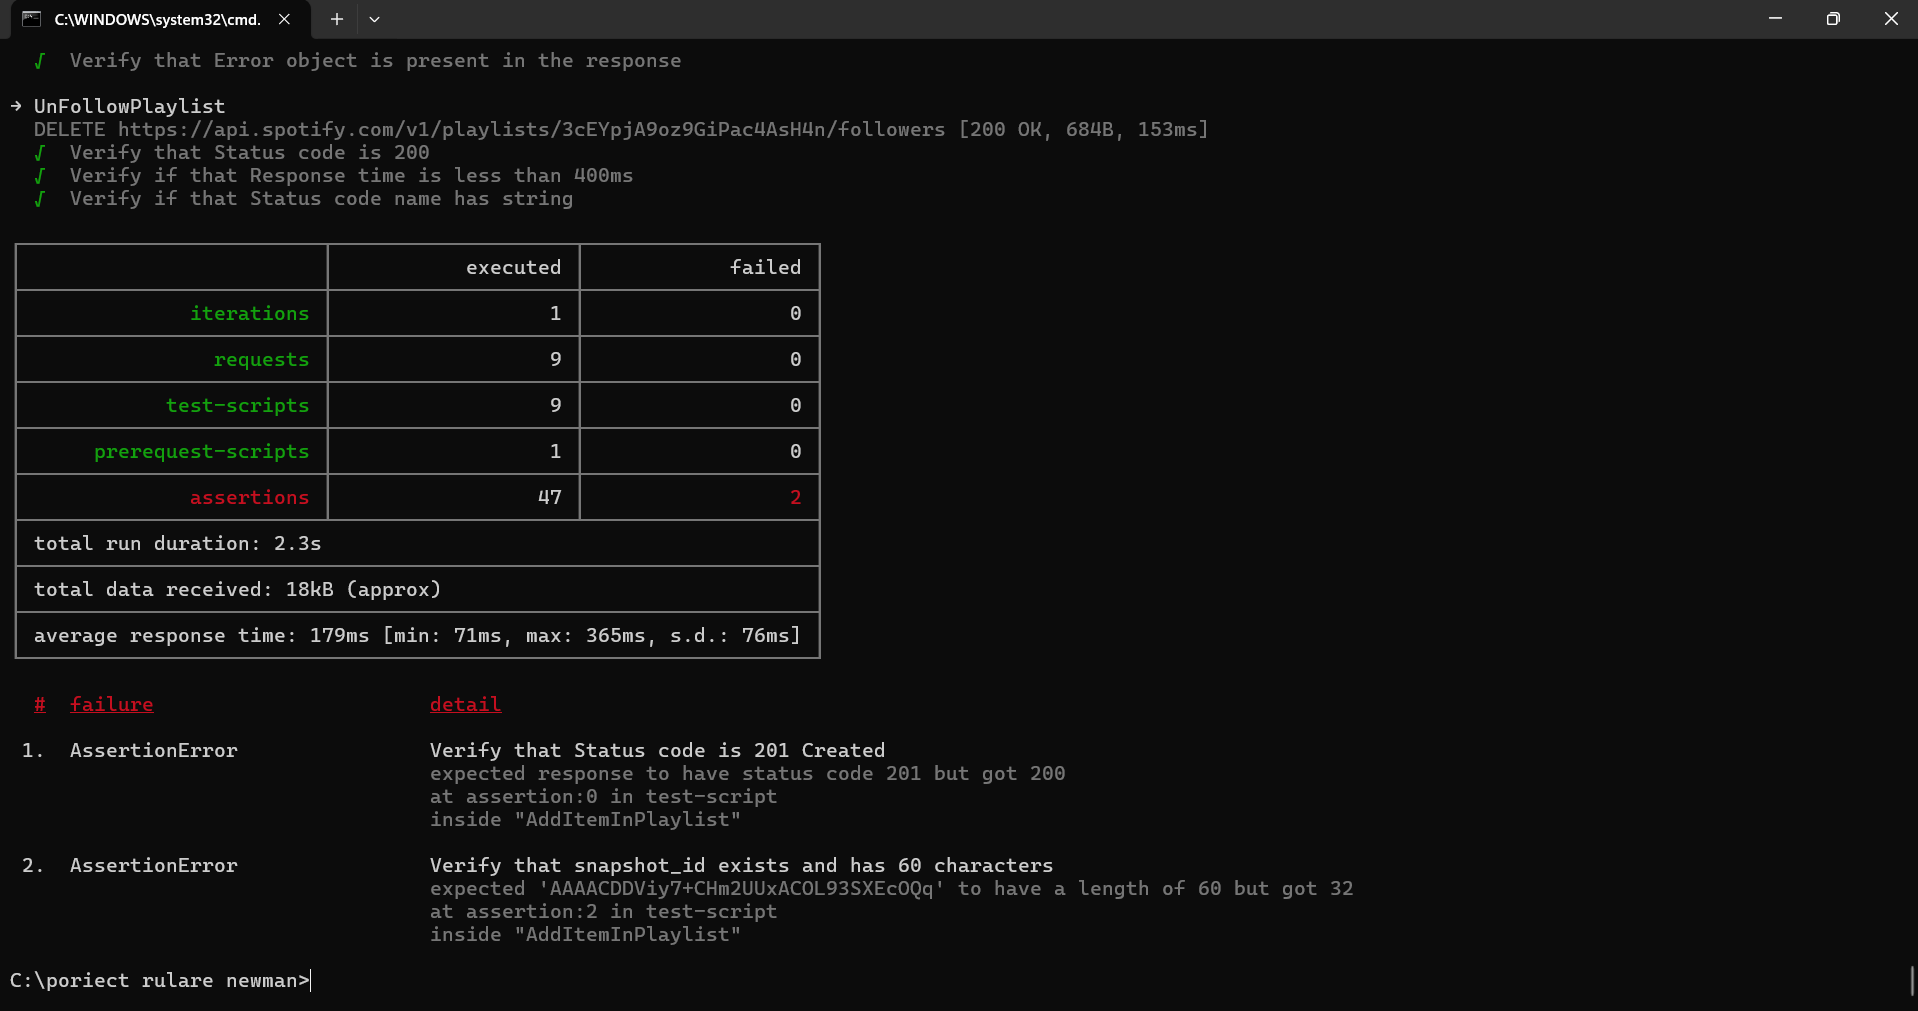 C:\WINDOWS\system32\cmd.
√ Verify that Error object is present in the response
→ UnFollowPlaylist
DELETE https://api.spotify.com/v1/playlists/3cEYpjA9oz9GiPac4AsH4n/followers [200 OK, 684B, 153ms]
√ Verify that Status code is 200
√ Verify if that Response time is less than 400ms
√ Verify if that Status code name has string
executed failed
iterations 1 0
requests 9 0
test-scripts 9 0
prerequest-scripts 1 0
assertions 47 2
total run duration: 2.3s
total data received: 18kB (approx)
average response time: 179ms [min: 71ms, max: 365ms, s.d.: 76ms]
# failure detail
1. AssertionError Verify that Status code is 201 Created
expected response to have status code 201 but got 200
at assertion:0 in test-script
inside "AddItemInPlaylist"
2. AssertionError Verify that snapshot_id exists and has 60 characters
expected 'AAAACDDViy7+CHm2UUxACOL93SXEcOQq' to have a length of 60 but got 32
at assertion:2 in test-script
inside "AddItemInPlaylist"
C:\poriect rulare newman>